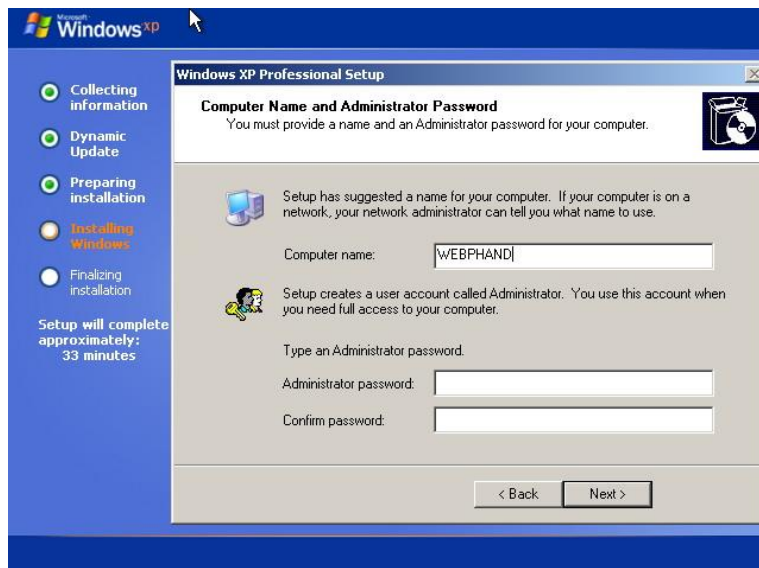 Microsoft
Windows xp
Collecting
information
Dynamic
Update
Preparing
installation
Installing
Windows
Finalizing
installation
Setup will complete
approximately:
33 minutes
Windows XP Professional Setup
Computer Name and Administrator Password
You must provide a name and an Administrator password for your computer.
Setup has suggested a name for your computer. If your computer is on a
network, your network administrator can tell you what name to use.
Computer name:
WEBPHAND
Setup creates a user account called Administrator. You use this account when
you need full access to your computer.
Type an Administrator password.
Administrator password:
Confirm password:
< Back
Next >